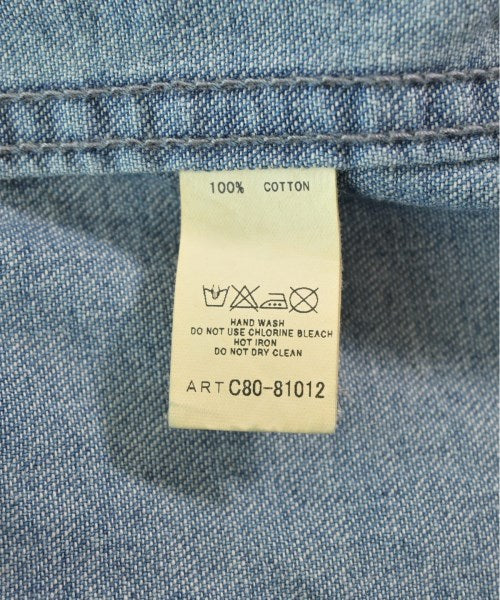 100% COTTON
HAND WASH
DO NOT USE CHLORINE BLEACH
HOT IRON
DO NOT DRY CLEAN
ART C80-81012